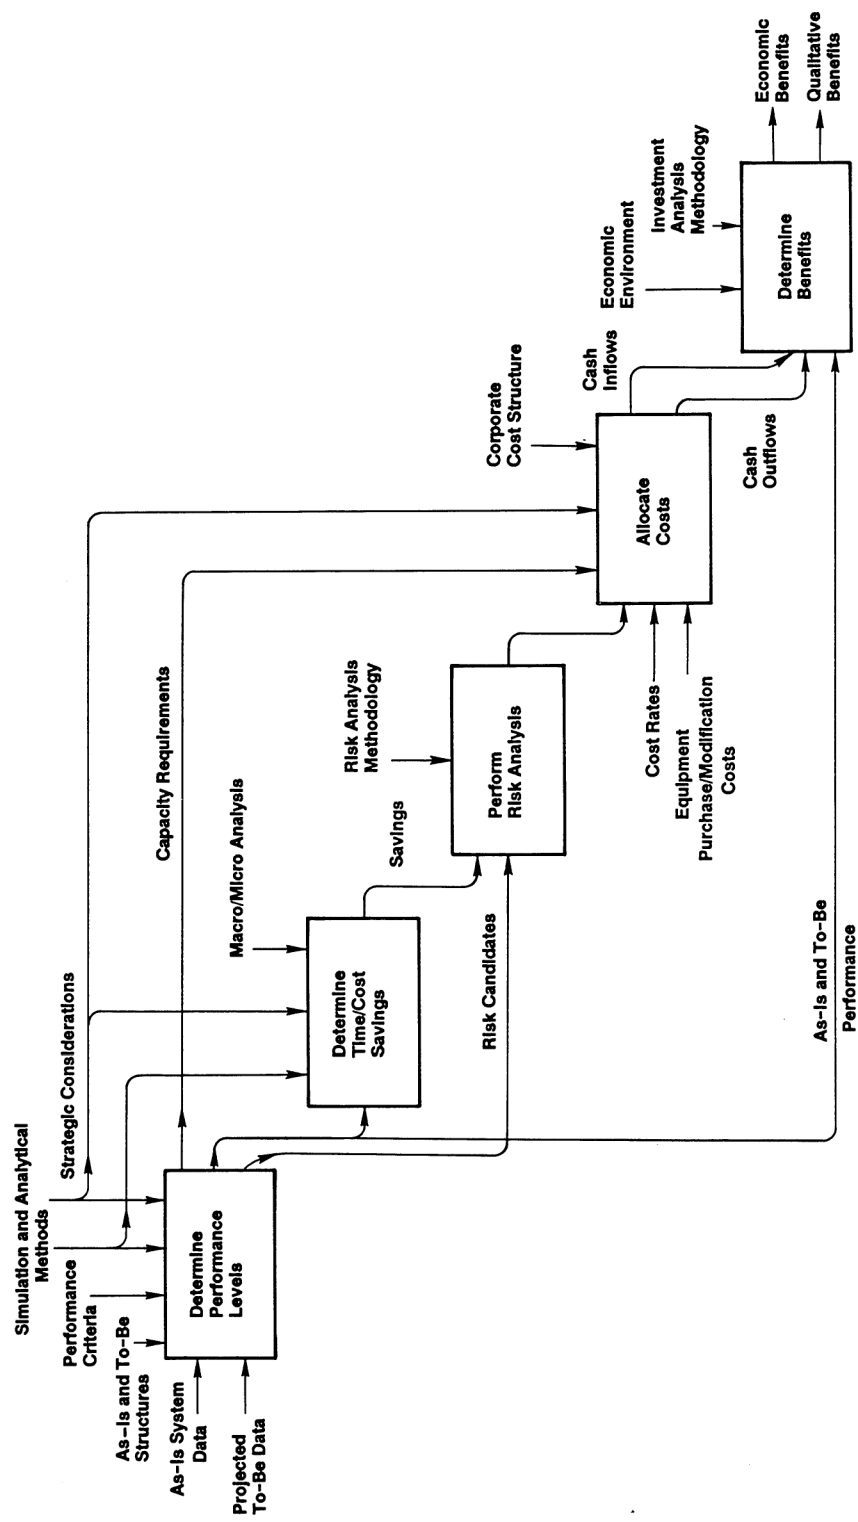 Simulation and Analytical
Methods
Strategic Considerations
Performance
Criteria
As-Is and To-Be
Structures
As-Is System
Data
Projected
To-Be Data
Determine
Performance
Levels
Capacity Requirements
Macro/Micro Analysis
Determine
Time/Cost
Savings
Savings
Risk Candidates
Risk Analysis
Methodology
Perform
Risk Analysis
Corporate
Cost Structure
Cost Rates
Equipment
Purchase/Modification
Costs
Allocate
Costs
Cash
Inflows
Cash
Outflows
As-Is and To-Be
Performance
Economic
Environment
Investment
Analysis
Methodology
Determine
Benefits
Economic
Benefits
Qualitative
Benefits